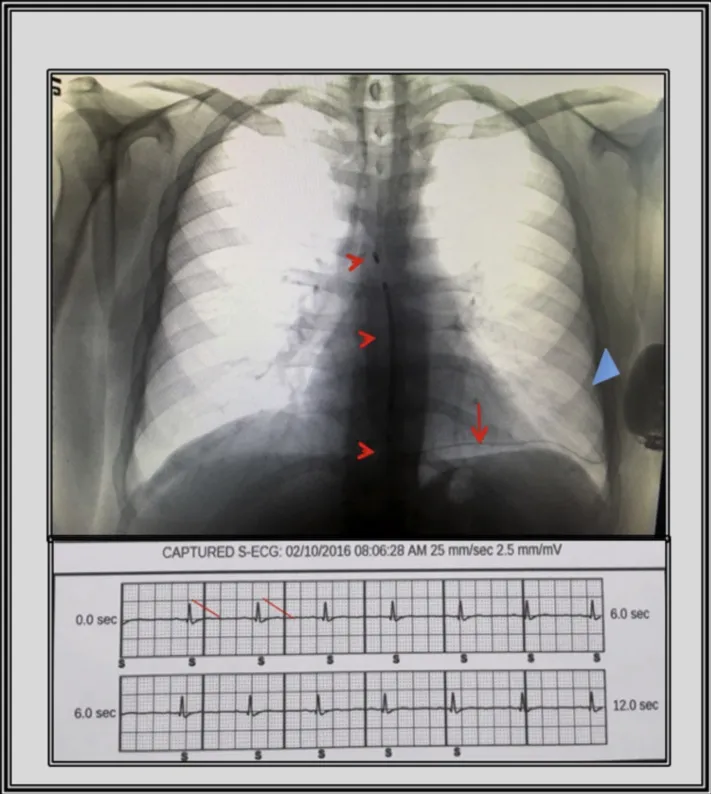 CAPTURED S-ECG: 02/10/2016 08:06:28 AM 25 mm/sec 2.5 mm/mV
0.0 sec
6.0 sec
S S S S S S S S
6.0 sec
12.0 sec
S S S S S